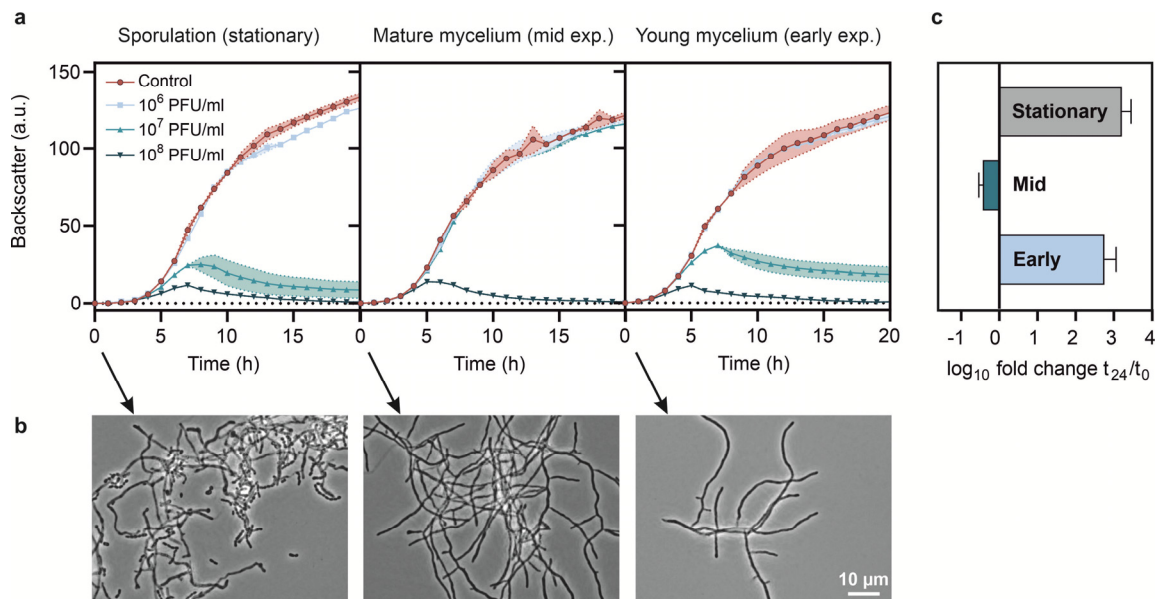 a
c
Sporulation (stationary)
Mature mycelium (mid exp.)
Young mycelium (early exp.)
150
100
50
0
Backscatter (a.u.)
Control
10⁶ PFU/ml
10⁷ PFU/ml
10⁸ PFU/ml
0 5 10 15 0 5 10 15 0 5 10 15 20
Time (h) Time (h) Time (h)
Stationary
Mid
Early
-1 0 1 2 3 4
log₁₀ fold change t₂₄/t₀
b
10 µm